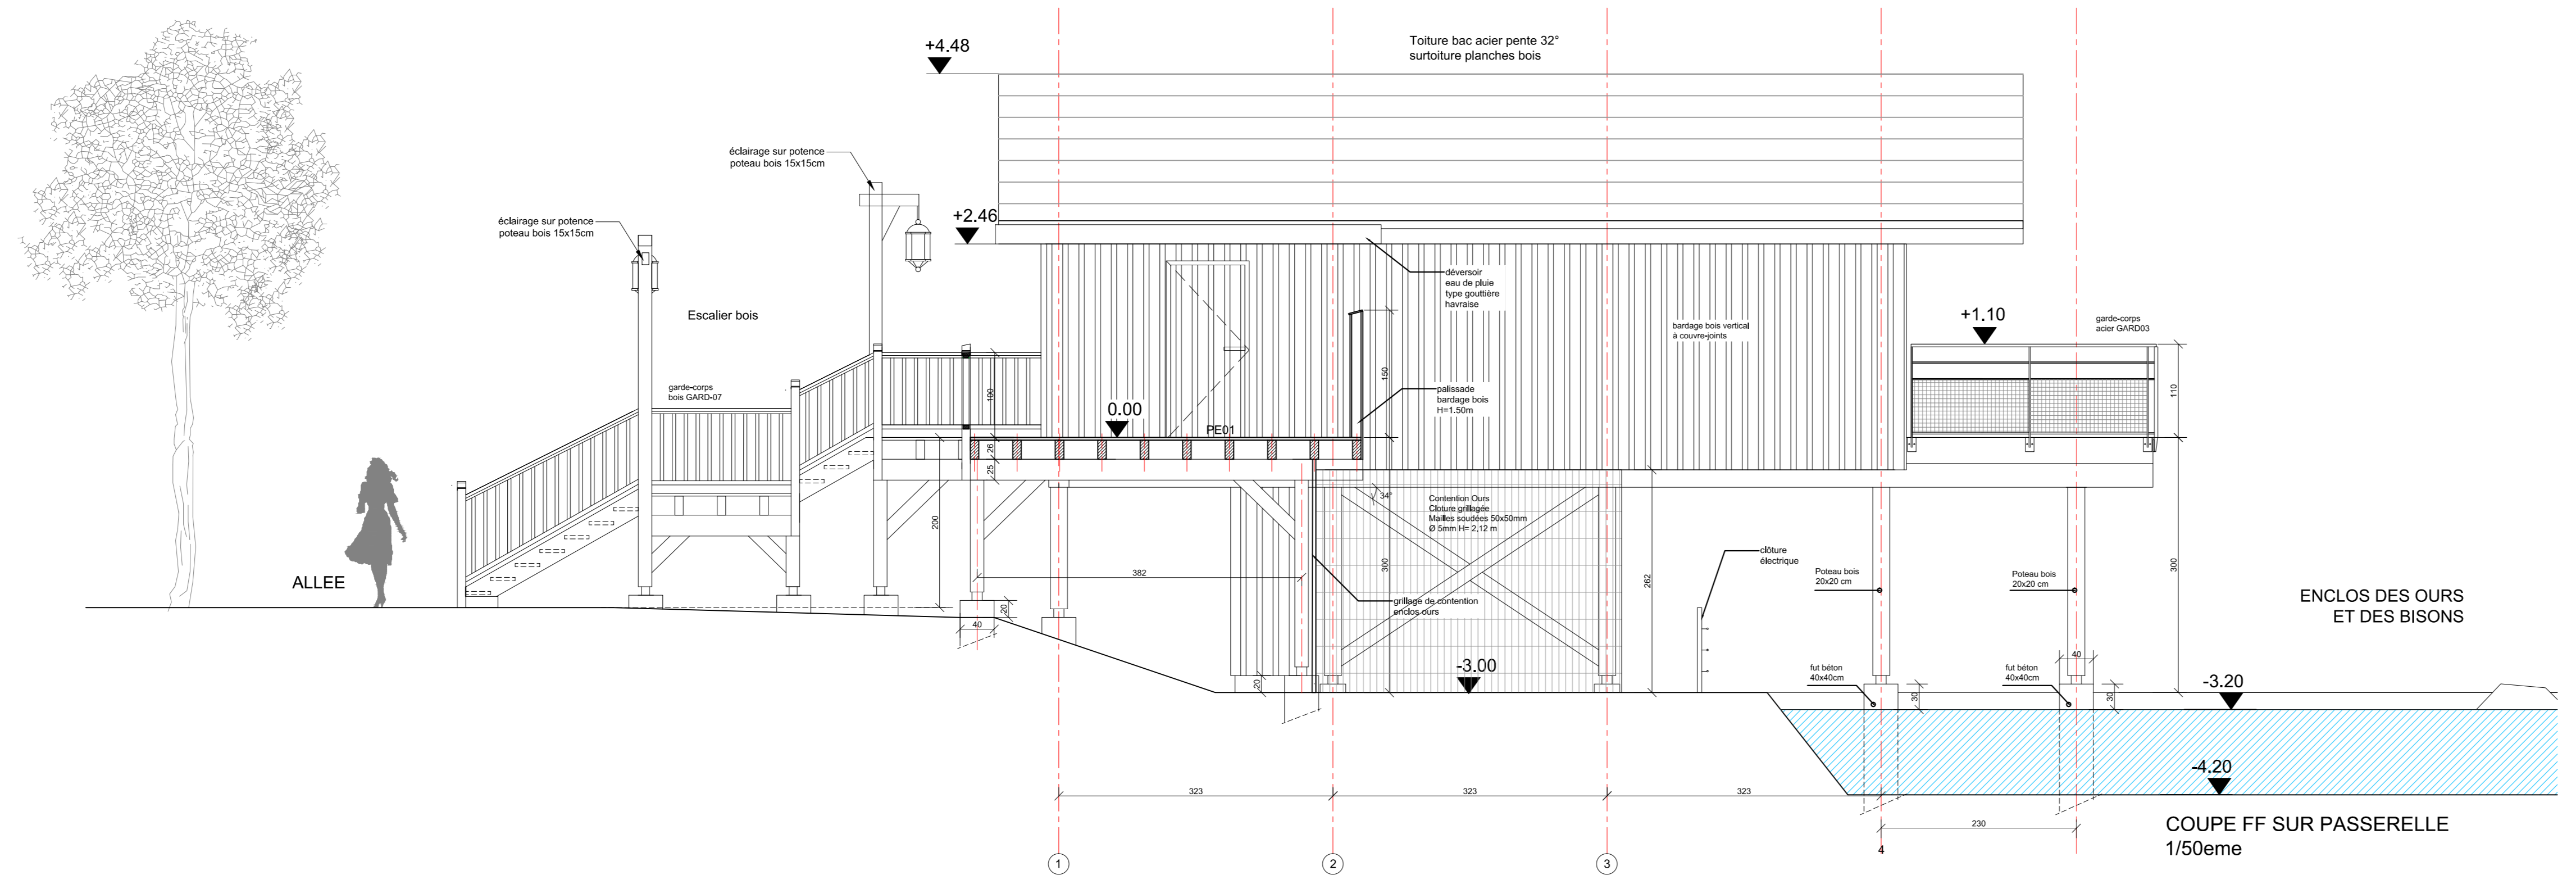 Toiture bac acier pente 32°
surtoiture planches bois
+4.48
éclairage sur potence
poteau bois 15x15cm
éclairage sur potence
poteau bois 15x15cm
+2.46
déversoir
eau de pluie
type gouttière
havraise
Escalier bois
bardage bois vertical
à couvre-joints
+1.10
garde-corps
acier GARD03
garde-corps
bois GARD-07
100
150
palissade
bardage bois
H=1.50m
110
0.00
PE01
26
25
200
34°
Contention Ours
Cloture grillagée
Mailles soudées 50x50mm
Ø 5mm H= 2,12 m
clôture
électrique
382
300
262
300
Poteau bois
20x20 cm
Poteau bois
20x20 cm
ALLEE
grillage de contention
enclos ours
20
40
ENCLOS DES OURS
ET DES BISONS
-3.00
20
fut béton
40x40cm
fut béton
40x40cm
40
30
30
-3.20
-4.20
323
323
323
230
COUPE FF SUR PASSERELLE
1/50eme
1
2
3
4